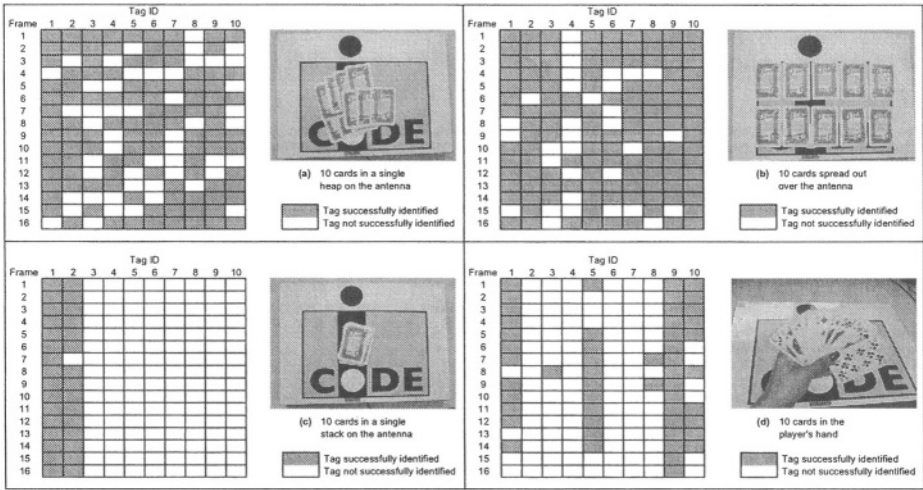 Tag ID
Frame 1 2 3 4 5 6 7 8 9 10
1
2
3
4
5
6
7
8
9
10
11
12
13
14
15
16
CODE
(a) 10 cards in a single
heap on the antenna
Tag successfully identified
Tag not successfully identified
Tag ID
Frame 1 2 3 4 5 6 7 8 9 10
1
2
3
4
5
6
7
8
9
10
11
12
13
14
15
16
(b) 10 cards spread out
over the antenna
Tag successfully identified
Tag not successfully identified
Tag ID
Frame 1 2 3 4 5 6 7 8 9 10
1
2
3
4
5
6
7
8
9
10
11
12
13
14
15
16
CODE
(c) 10 cards in a single
stack on the antenna
Tag successfully identified
Tag not successfully identified
Tag ID
Frame 1 2 3 4 5 6 7 8 9 10
1
2
3
4
5
6
7
8
9
10
11
12
13
14
15
16
CODE
(d) 10 cards in the
player's hand
Tag successfully identified
Tag not successfully identified